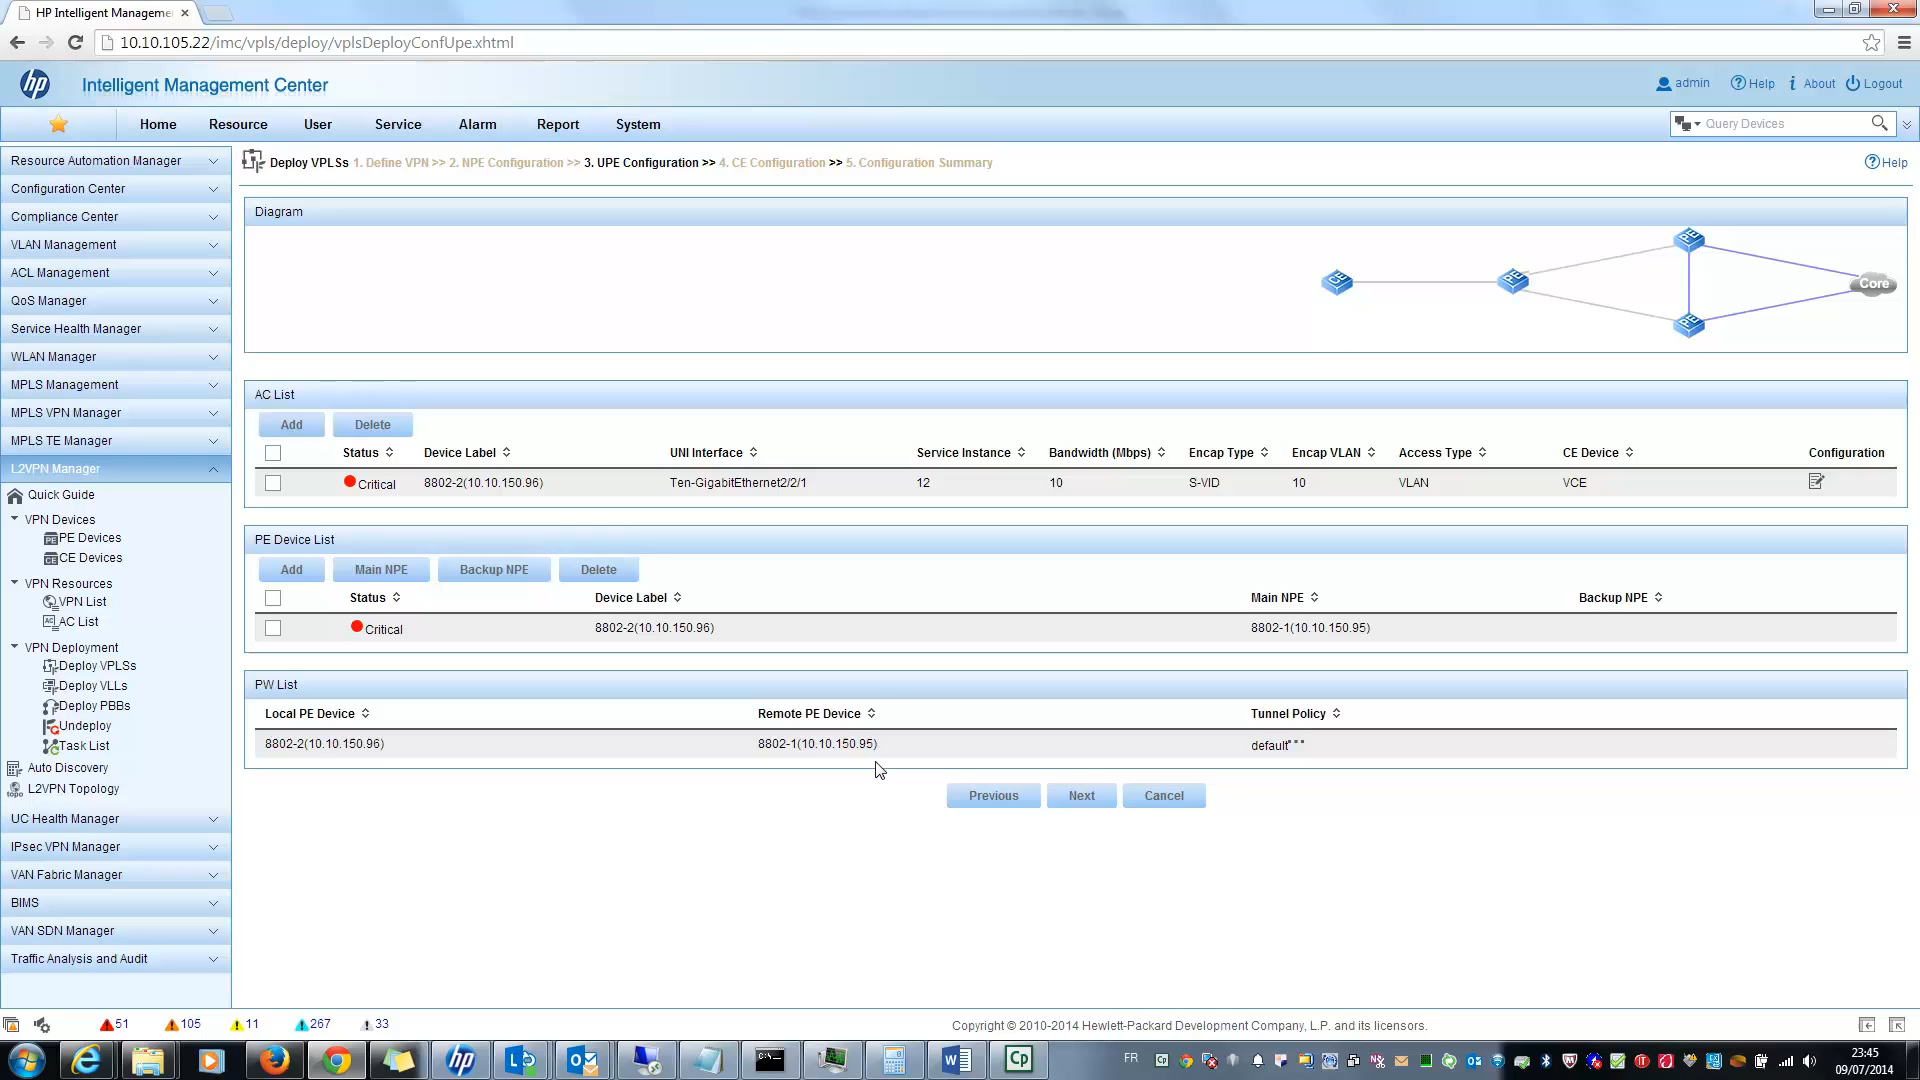 HP Intelligent Manageme
10.10.105.22/imc/vpls/deploy/vplsDeployConfUpe.xhtml
hp Intelligent Management Center
admin Help About Logout
Home Resource User Service Alarm Report System
Query Devices
Resource Automation Manager
Configuration Center
Compliance Center
VLAN Management
ACL Management
QoS Manager
Service Health Manager
WLAN Manager
MPLS Management
MPLS VPN Manager
MPLS TE Manager
L2VPN Manager
Quick Guide
VPN Devices
PE Devices
CE Devices
VPN Resources
VPN List
AC List
VPN Deployment
Deploy VPLSs
Deploy VLLs
Deploy PBBs
Undeploy
Task List
Auto Discovery
L2VPN Topology
UC Health Manager
IPsec VPN Manager
VAN Fabric Manager
BIMS
VAN SDN Manager
Traffic Analysis and Audit
Deploy VPLSs 1. Define VPN >> 2. NPE Configuration >> 3. UPE Configuration >> 4. CE Configuration >> 5. Configuration Summary
Help
Diagram
Core
AC List
Add Delete
Status Device Label UNI Interface Service Instance Bandwidth (Mbps) Encap Type Encap VLAN Access Type CE Device Configuration
Critical 8802-2(10.10.150.96) Ten-GigabitEthernet2/2/1 12 10 S-VID 10 VLAN VCE
PE Device List
Add Main NPE Backup NPE Delete
Status Device Label Main NPE Backup NPE
Critical 8802-2(10.10.150.96) 8802-1(10.10.150.95)
PW List
Local PE Device Remote PE Device Tunnel Policy
8802-2(10.10.150.96) 8802-1(10.10.150.95) default***
Previous Next Cancel
51 105 11 267 33
Copyright © 2010-2014 Hewlett-Packard Development Company, L.P. and its licensors.
FR
23:45
09/07/2014